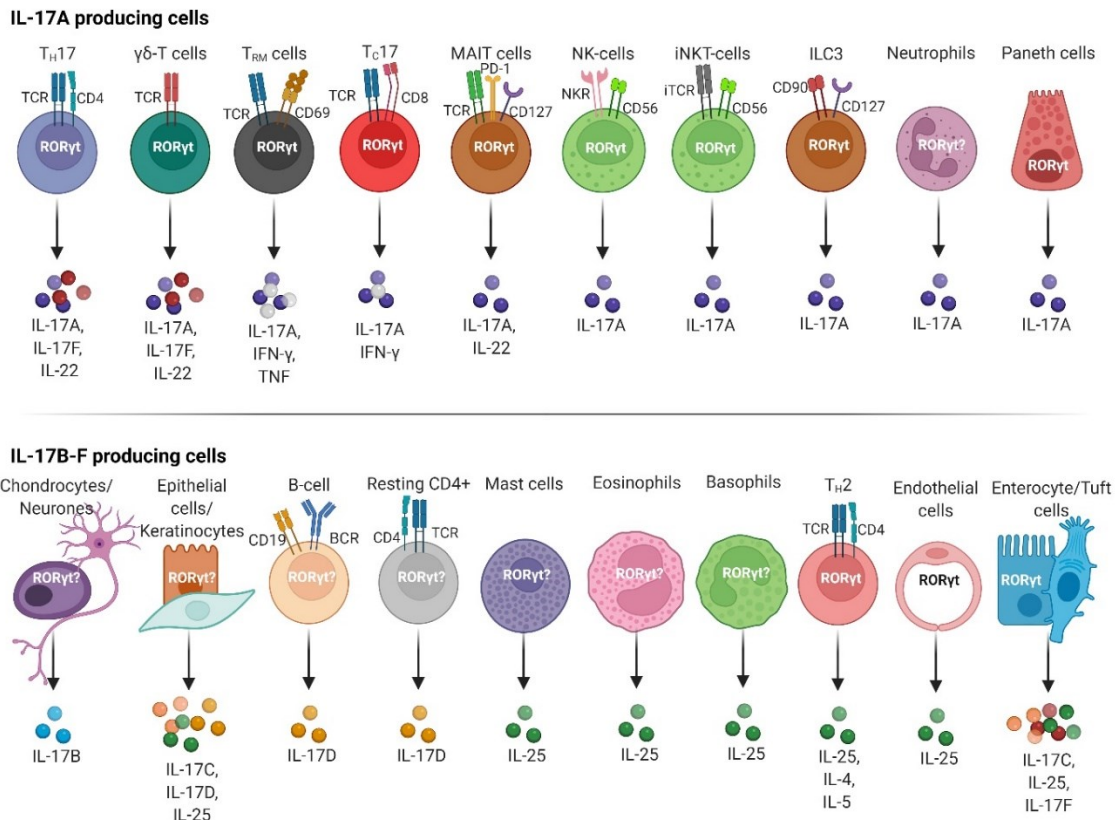 IL-17A producing cells
T_H17
γδ-T cells
T_RM cells
T_C17
MAIT cells
NK-cells
iNKT-cells
ILC3
Neutrophils
Paneth cells
TCR
CD4
TCR
TCR
CD69
TCR
CD8
PD-1
TCR
CD127
NKR
CD56
iTCR
CD56
CD90
CD127
RORγt
RORγt
RORγt
RORγt
RORγt
RORγt
RORγt
RORγt
RORγt?
RORγt
IL-17A,
IL-17F,
IL-22
IL-17A,
IL-17F,
IL-22
IL-17A,
IFN-γ,
TNF
IL-17A
IFN-γ
IL-17A,
IL-22
IL-17A
IL-17A
IL-17A
IL-17A
IL-17A
IL-17B-F producing cells
Chondrocytes/
Neurones
Epithelial
cells/
Keratinocytes
B-cell
Resting CD4+
Mast cells
Eosinophils
Basophils
T_H2
Endothelial
cells
Enterocyte/Tuft
cells
CD19
BCR
CD4
TCR
TCR
CD4
RORγt?
RORγt?
RORγt?
RORγt?
RORγt?
RORγt?
RORγt?
RORγt
RORγt
RORγt
IL-17B
IL-17C,
IL-17D,
IL-25
IL-17D
IL-17D
IL-25
IL-25
IL-25
IL-25,
IL-4,
IL-5
IL-25
IL-17C,
IL-25,
IL-17F